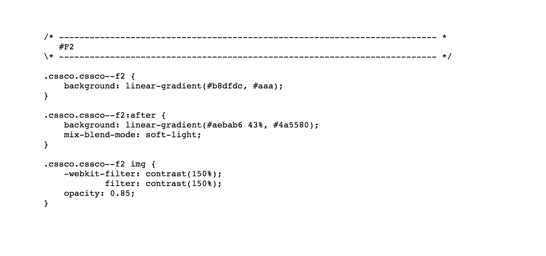 /* --------------------------------------------------------------------------- *
   #F2
\* --------------------------------------------------------------------------- */

.cssco.cssco--f2 {
    background: linear-gradient(#b8dfdc, #aaa);
}

.cssco.cssco--f2:after {
    background: linear-gradient(#aebab6 43%, #4a5580);
    mix-blend-mode: soft-light;
}

.cssco.cssco--f2 img {
    -webkit-filter: contrast(150%);
            filter: contrast(150%);
    opacity: 0.85;
}